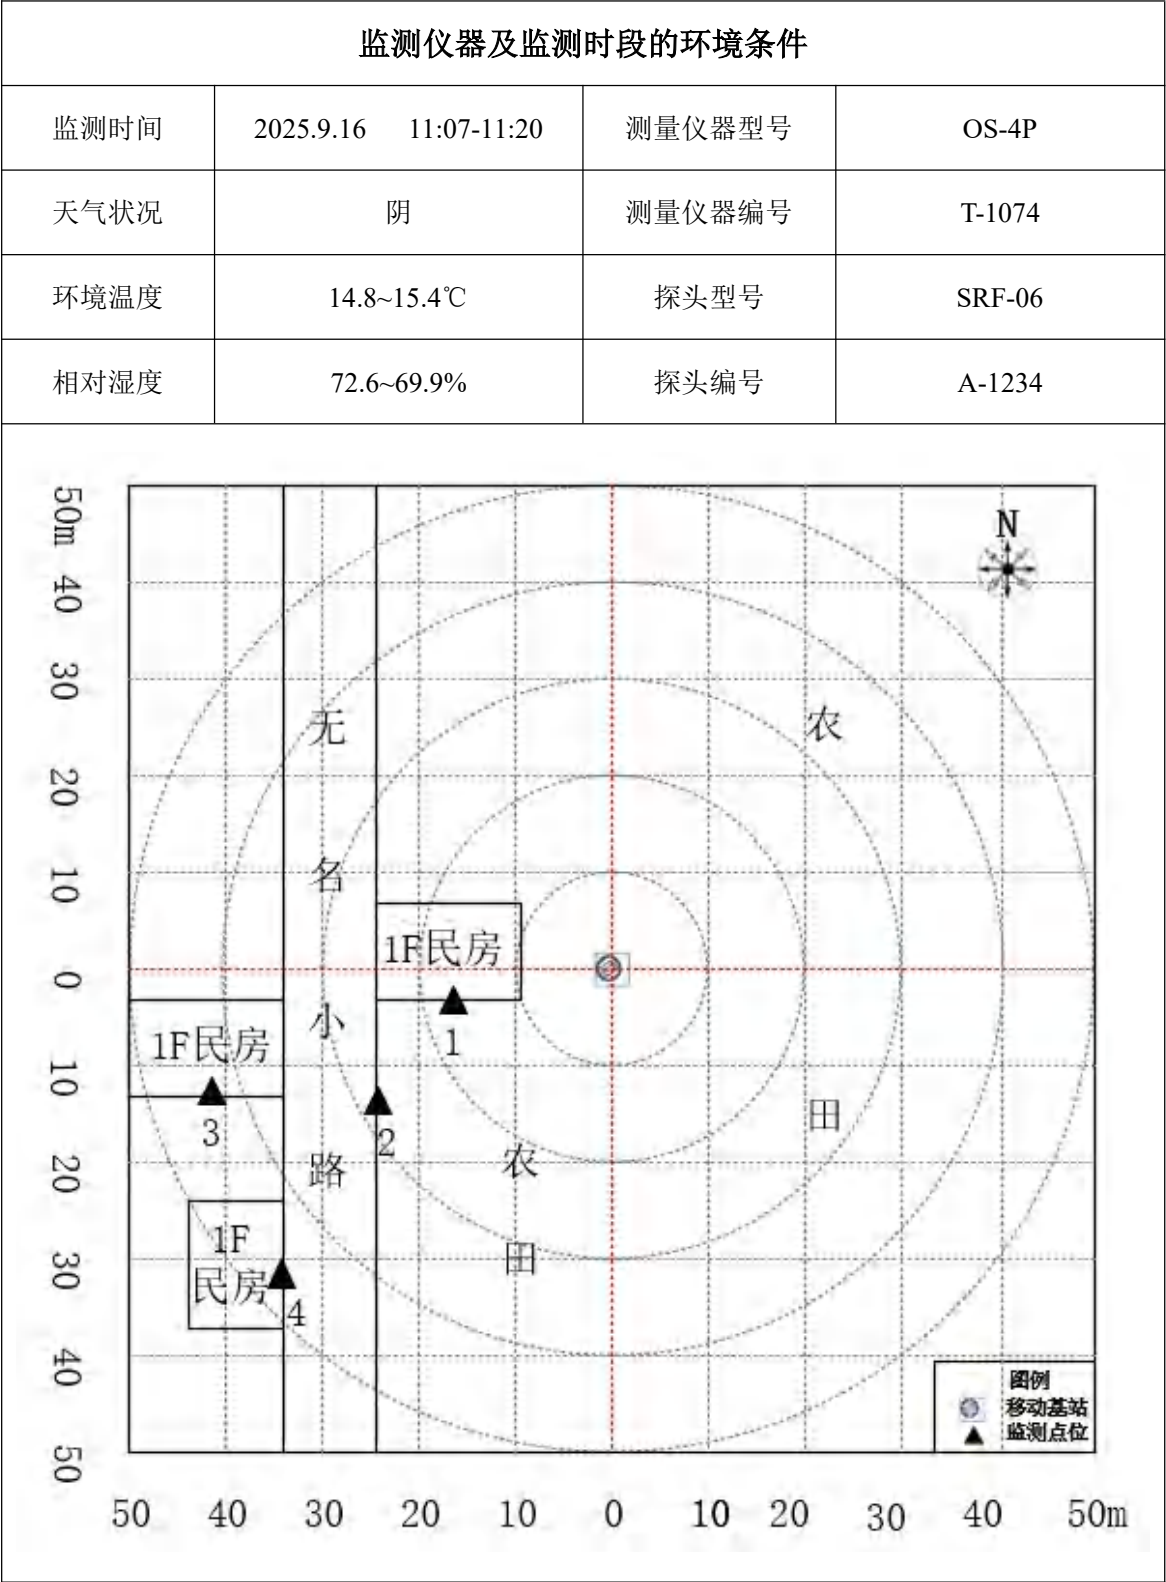 监测仪器及监测时段的环境条件
监测时间 2025.9.16 11:07-11:20 测量仪器型号 OS-4P
天气状况 阴 测量仪器编号 T-1074
环境温度 14.8~15.4℃ 探头型号 SRF-06
相对湿度 72.6~69.9% 探头编号 A-1234
50m
40
30
20
10
0
10
20
30
40
50
N
无名小路
农田
1F民房
1
1F民房
3
2
农田
1F
民房
4
图例
移动基站
监测点位
50 40 30 20 10 0 10 20 30 40 50m